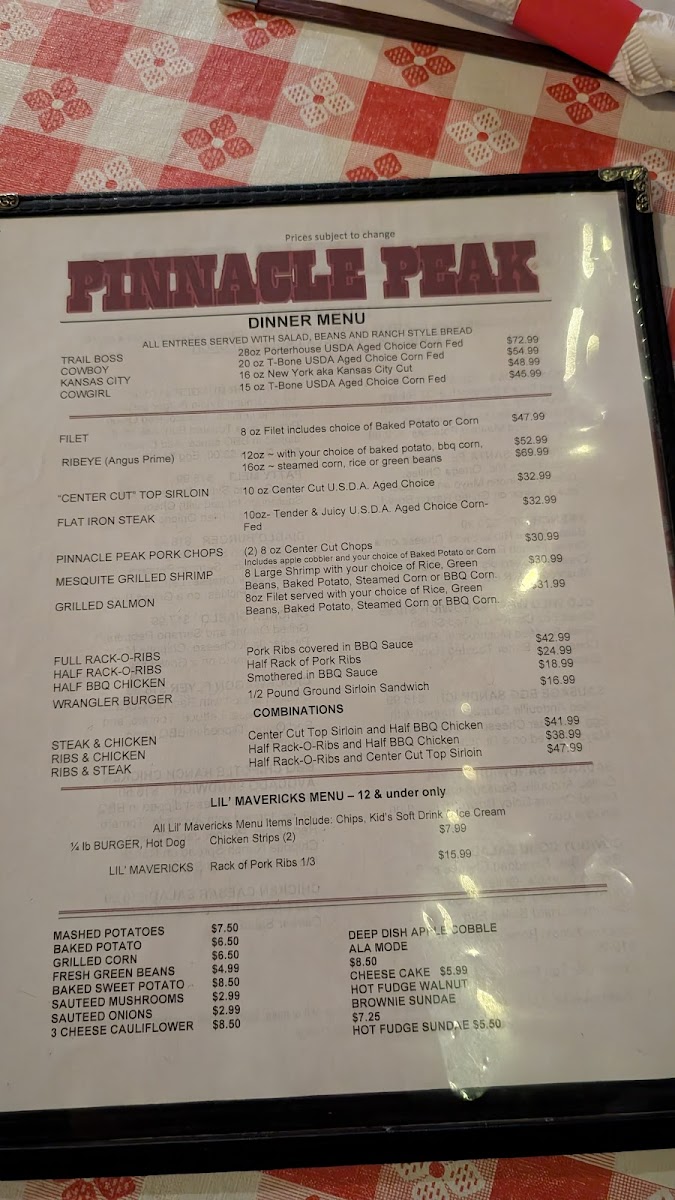 Prices subject to change
PINNACLE PEAK
DINNER MENU
ALL ENTREES SERVED WITH SALAD, BEANS AND RANCH STYLE BREAD
TRAIL BOSS 28oz Porterhouse USDA Aged Choice Corn Fed $72.99
COWBOY 20 oz T-Bone USDA Aged Choice Corn Fed $54.99
KANSAS CITY 16 oz New York aka Kansas City Cut $48.99
COWGIRL 15 oz T-Bone USDA Aged Choice Corn Fed $45.99
FILET 8 oz Filet includes choice of Baked Potato or Corn $47.99
RIBEYE (Angus Prime) 12oz ~ with your choice of baked potato, bbq corn, $52.99
16oz ~ steamed corn, rice or green beans $69.99
"CENTER CUT" TOP SIRLOIN 10 oz Center Cut U.S.D.A. Aged Choice $32.99
FLAT IRON STEAK 10oz- Tender & Juicy U.S.D.A. Aged Choice Corn- $32.99
Fed
PINNACLE PEAK PORK CHOPS (2) 8 oz Center Cut Chops $30.99
Includes apple cobbler and your choice of Baked Potato or Corn
MESQUITE GRILLED SHRIMP 8 Large Shrimp with your choice of Rice, Green $30.99
Beans, Baked Potato, Steamed Corn or BBQ Corn.
GRILLED SALMON 8oz Filet served with your choice of Rice, Green $31.99
Beans, Baked Potato, Steamed Corn or BBQ Corn.
FULL RACK-O-RIBS Pork Ribs covered in BBQ Sauce $42.99
HALF RACK-O-RIBS Half Rack of Pork Ribs $24.99
HALF BBQ CHICKEN Smothered in BBQ Sauce $18.99
WRANGLER BURGER 1/2 Pound Ground Sirloin Sandwich $16.99
COMBINATIONS
STEAK & CHICKEN Center Cut Top Sirloin and Half BBQ Chicken $41.99
RIBS & CHICKEN Half Rack-O-Ribs and Half BBQ Chicken $38.99
RIBS & STEAK Half Rack-O-Ribs and Center Cut Top Sirloin $47.99
LIL' MAVERICKS MENU – 12 & under only
All Lil' Mavericks Menu Items Include: Chips, Kid's Soft Drink & Ice Cream
¼ lb BURGER, Hot Dog Chicken Strips (2) $7.99
LIL' MAVERICKS Rack of Pork Ribs 1/3 $15.99
MASHED POTATOES $7.50
BAKED POTATO $6.50
GRILLED CORN $6.50
FRESH GREEN BEANS $4.99
BAKED SWEET POTATO $8.50
SAUTEED MUSHROOMS $2.99
SAUTEED ONIONS $2.99
3 CHEESE CAULIFLOWER $8.50
DEEP DISH APPLE COBBLE
ALA MODE
$8.50
CHEESE CAKE $5.99
HOT FUDGE WALNUT
BROWNIE SUNDAE
$7.25
HOT FUDGE SUNDAE $5.50